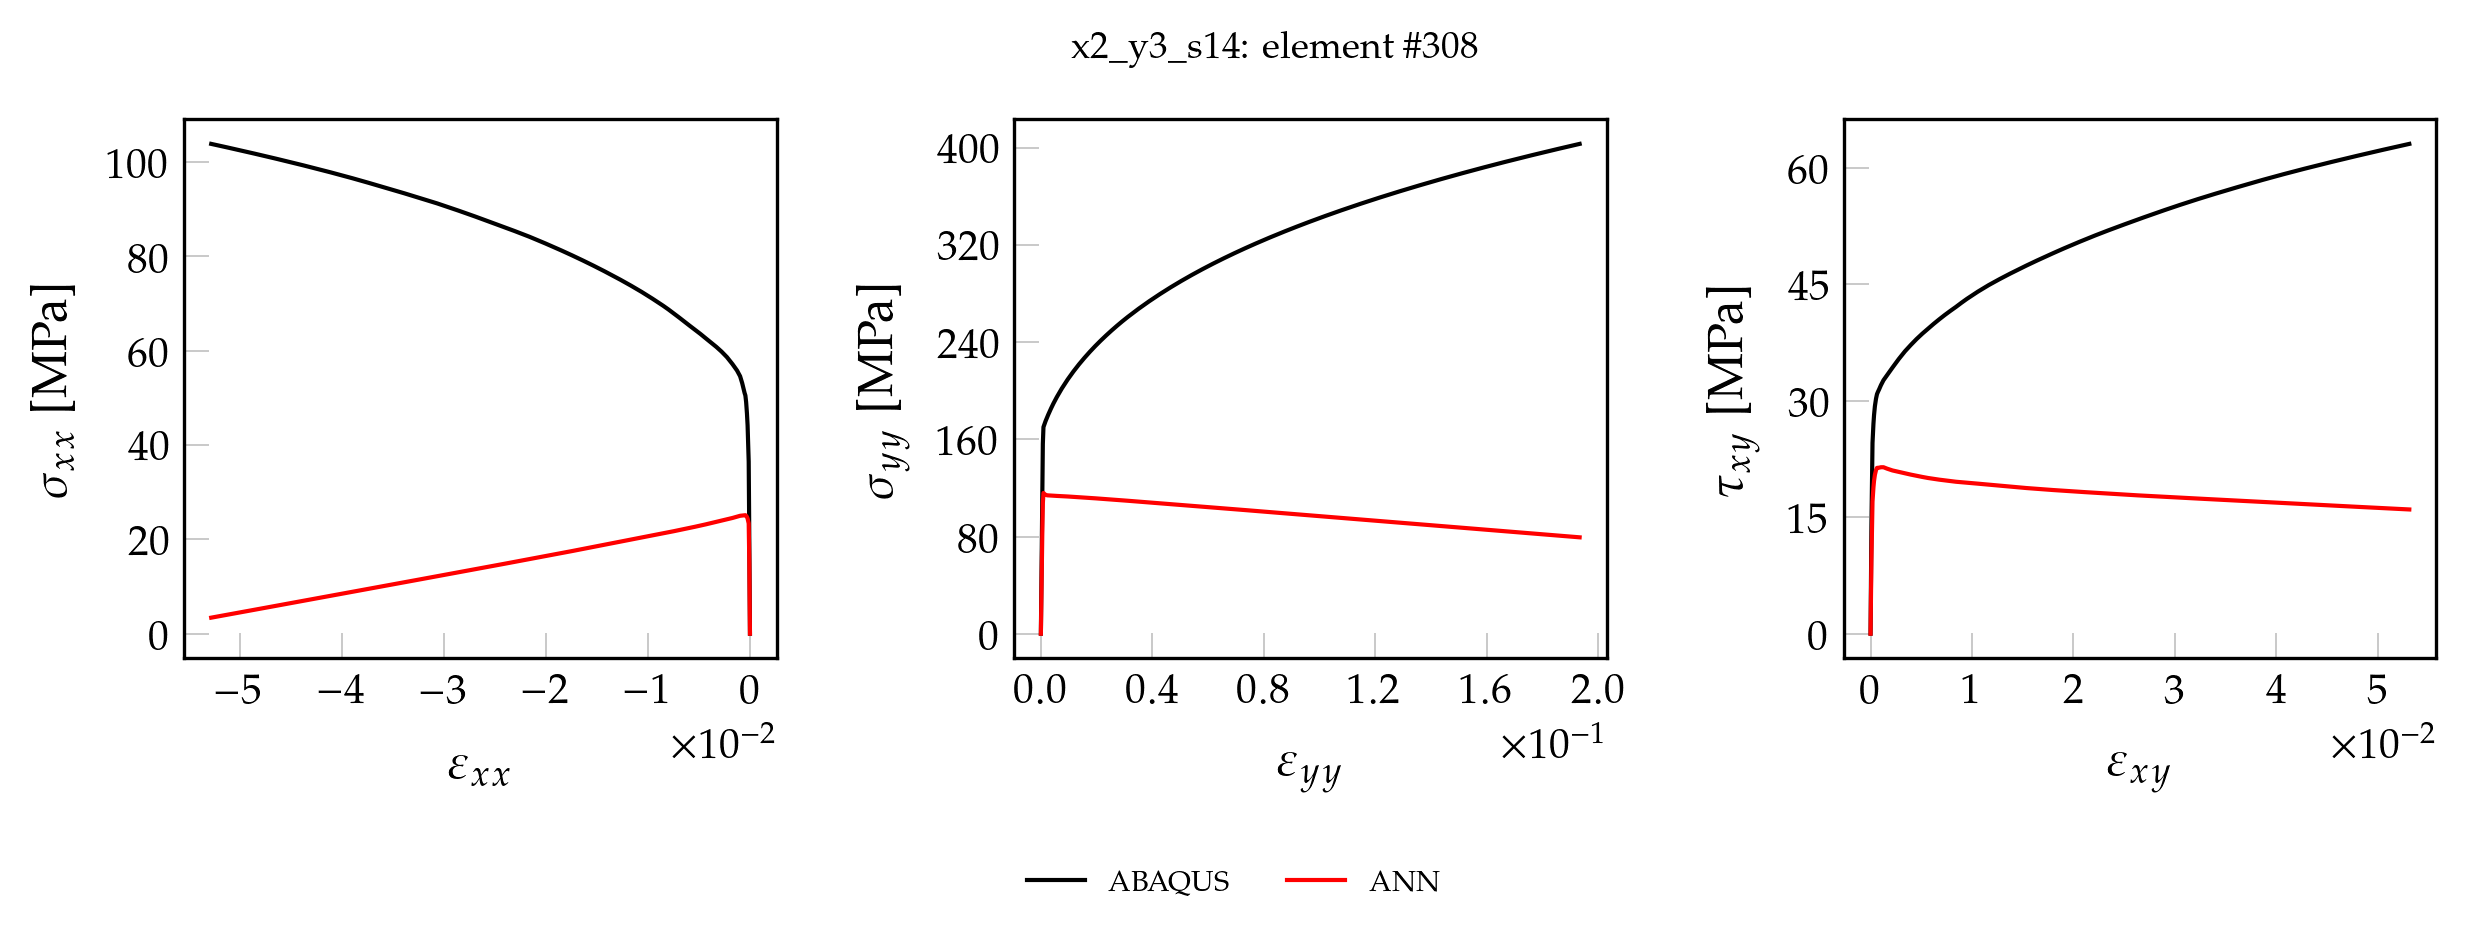 x2_y3_s14: element #308
σxx [MPa]
100
80
60
40
20
0
−5 −4 −3 −2 −1 0
×10−2
εxx
σyy [MPa]
400
320
240
160
80
0
0.0 0.4 0.8 1.2 1.6 2.0
×10−1
εyy
τxy [MPa]
60
45
30
15
0
0 1 2 3 4 5
×10−2
εxy
ABAQUS ANN